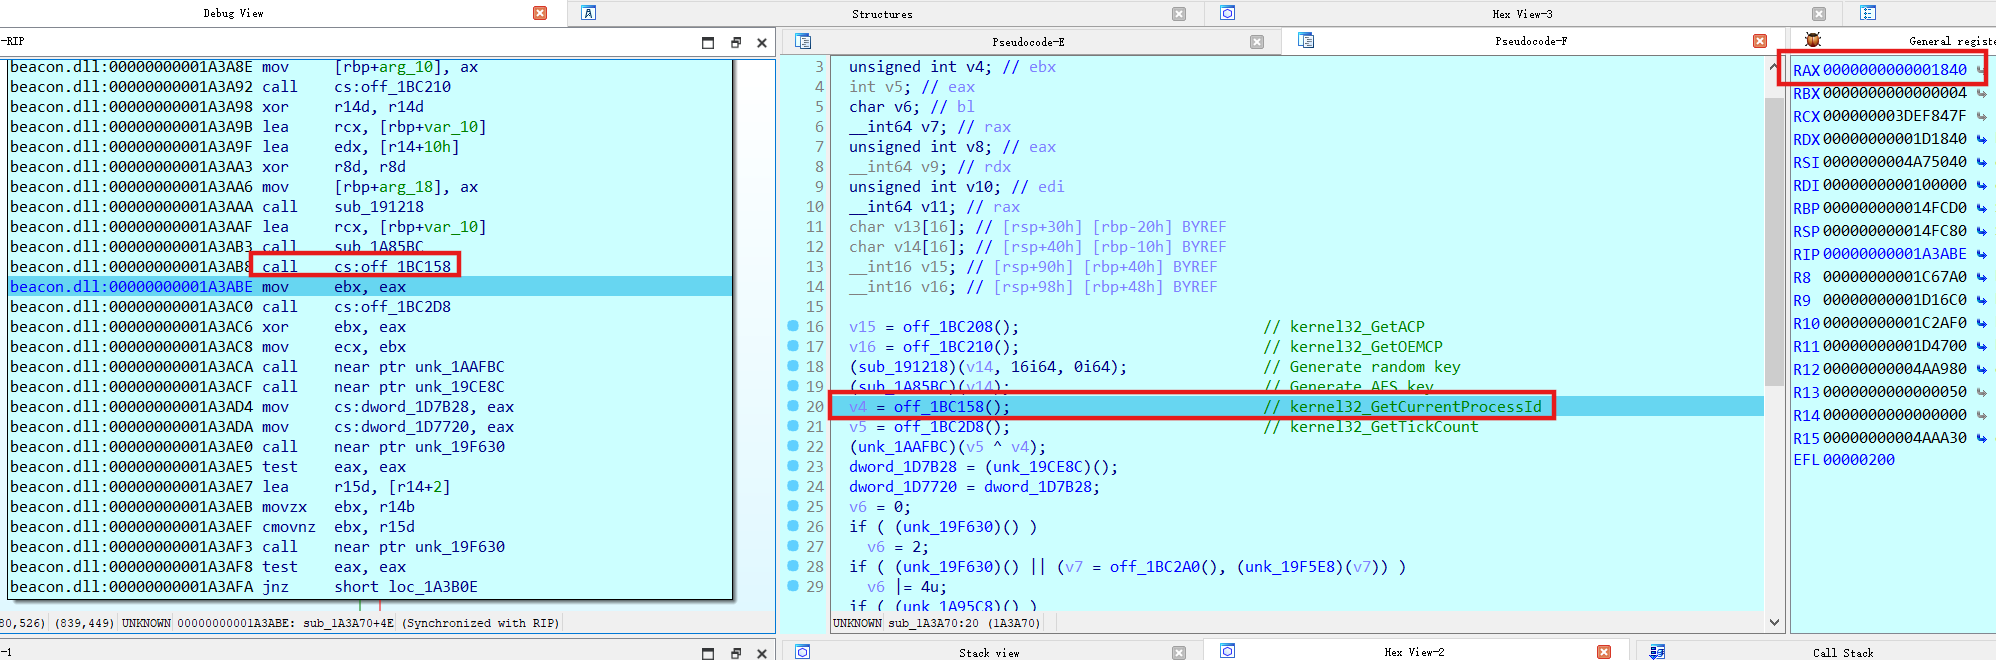 Debug View
Structures
Hex View-3
-RIP
Pseudocode-E
Pseudocode-F
General registe
beacon.dll:00000000001A3A8E mov [rbp+arg_10], ax
beacon.dll:00000000001A3A92 call cs:off_1BC210
beacon.dll:00000000001A3A98 xor r14d, r14d
beacon.dll:00000000001A3A9B lea rcx, [rbp+var_10]
beacon.dll:00000000001A3A9F lea edx, [r14+10h]
beacon.dll:00000000001A3AA3 xor r8d, r8d
beacon.dll:00000000001A3AA6 mov [rbp+arg_18], ax
beacon.dll:00000000001A3AAA call sub_191218
beacon.dll:00000000001A3AAF lea rcx, [rbp+var_10]
beacon.dll:00000000001A3AB3 call sub_1A85BC
beacon.dll:00000000001A3AB8 call cs:off_1BC158
beacon.dll:00000000001A3ABE mov ebx, eax
beacon.dll:00000000001A3AC0 call cs:off_1BC2D8
beacon.dll:00000000001A3AC6 xor ebx, eax
beacon.dll:00000000001A3AC8 mov ecx, ebx
beacon.dll:00000000001A3ACA call near ptr unk_1AAFBC
beacon.dll:00000000001A3ACF call near ptr unk_19CE8C
beacon.dll:00000000001A3AD4 mov cs:dword_1D7B28, eax
beacon.dll:00000000001A3ADA mov cs:dword_1D7720, eax
beacon.dll:00000000001A3AE0 call near ptr unk_19F630
beacon.dll:00000000001A3AE5 test eax, eax
beacon.dll:00000000001A3AE7 lea r15d, [r14+2]
beacon.dll:00000000001A3AEB movzx ebx, r14b
beacon.dll:00000000001A3AEF cmovnz ebx, r15d
beacon.dll:00000000001A3AF3 call near ptr unk_19F630
beacon.dll:00000000001A3AF8 test eax, eax
beacon.dll:00000000001A3AFA jnz short loc_1A3B0E
80,526) (839,449) UNKNOWN 00000000001A3ABE: sub_1A3A70+4E (Synchronized with RIP)
3 unsigned int v4; // ebx
4 int v5; // eax
5 char v6; // bl
6 __int64 v7; // rax
7 unsigned int v8; // eax
8 __int64 v9; // rdx
9 unsigned int v10; // edi
10 __int64 v11; // rax
11 char v13[16]; // [rsp+30h] [rbp-20h] BYREF
12 char v14[16]; // [rsp+40h] [rbp-10h] BYREF
13 __int16 v15; // [rsp+90h] [rbp+40h] BYREF
14 __int16 v16; // [rsp+98h] [rbp+48h] BYREF
15
16 v15 = off_1BC208(); // kernel32_GetACP
17 v16 = off_1BC210(); // kernel32_GetOEMCP
18 (sub_191218)(v14, 16i64, 0i64); // Generate random key
19 (sub_1A85BC)(v14); // Generate AES key
20 v4 = off_1BC158(); // kernel32_GetCurrentProcessId
21 v5 = off_1BC2D8(); // kernel32_GetTickCount
22 (unk_1AAFBC)(v5 ^ v4);
23 dword_1D7B28 = (unk_19CE8C)();
24 dword_1D7720 = dword_1D7B28;
25 v6 = 0;
26 if ( (unk_19F630)() )
27 v6 = 2;
28 if ( (unk_19F630)() || (v7 = off_1BC2A0(), (unk_19F5E8)(v7)) )
29 v6 |= 4u;
if ( (unk_1A95C8)() )
UNKNOWN sub_1A3A70:20 (1A3A70)
RAX 0000000000001840
RBX 0000000000000004
RCX 000000003DEF847F
RDX 00000000001D1840
RSI 0000000004A75040
RDI 0000000000100000
RBP 000000000014FCD0
RSP 000000000014FC80
RIP 00000000001A3ABE
R8 00000000001C67A0
R9 00000000001D16C0
R10 00000000001C2AF0
R11 00000000001D4700
R12 00000000004AA980
R13 0000000000000050
R14 0000000000000000
R15 00000000004AAA30
EFL 00000200
-1
Stack view
Hex View-2
Call Stack